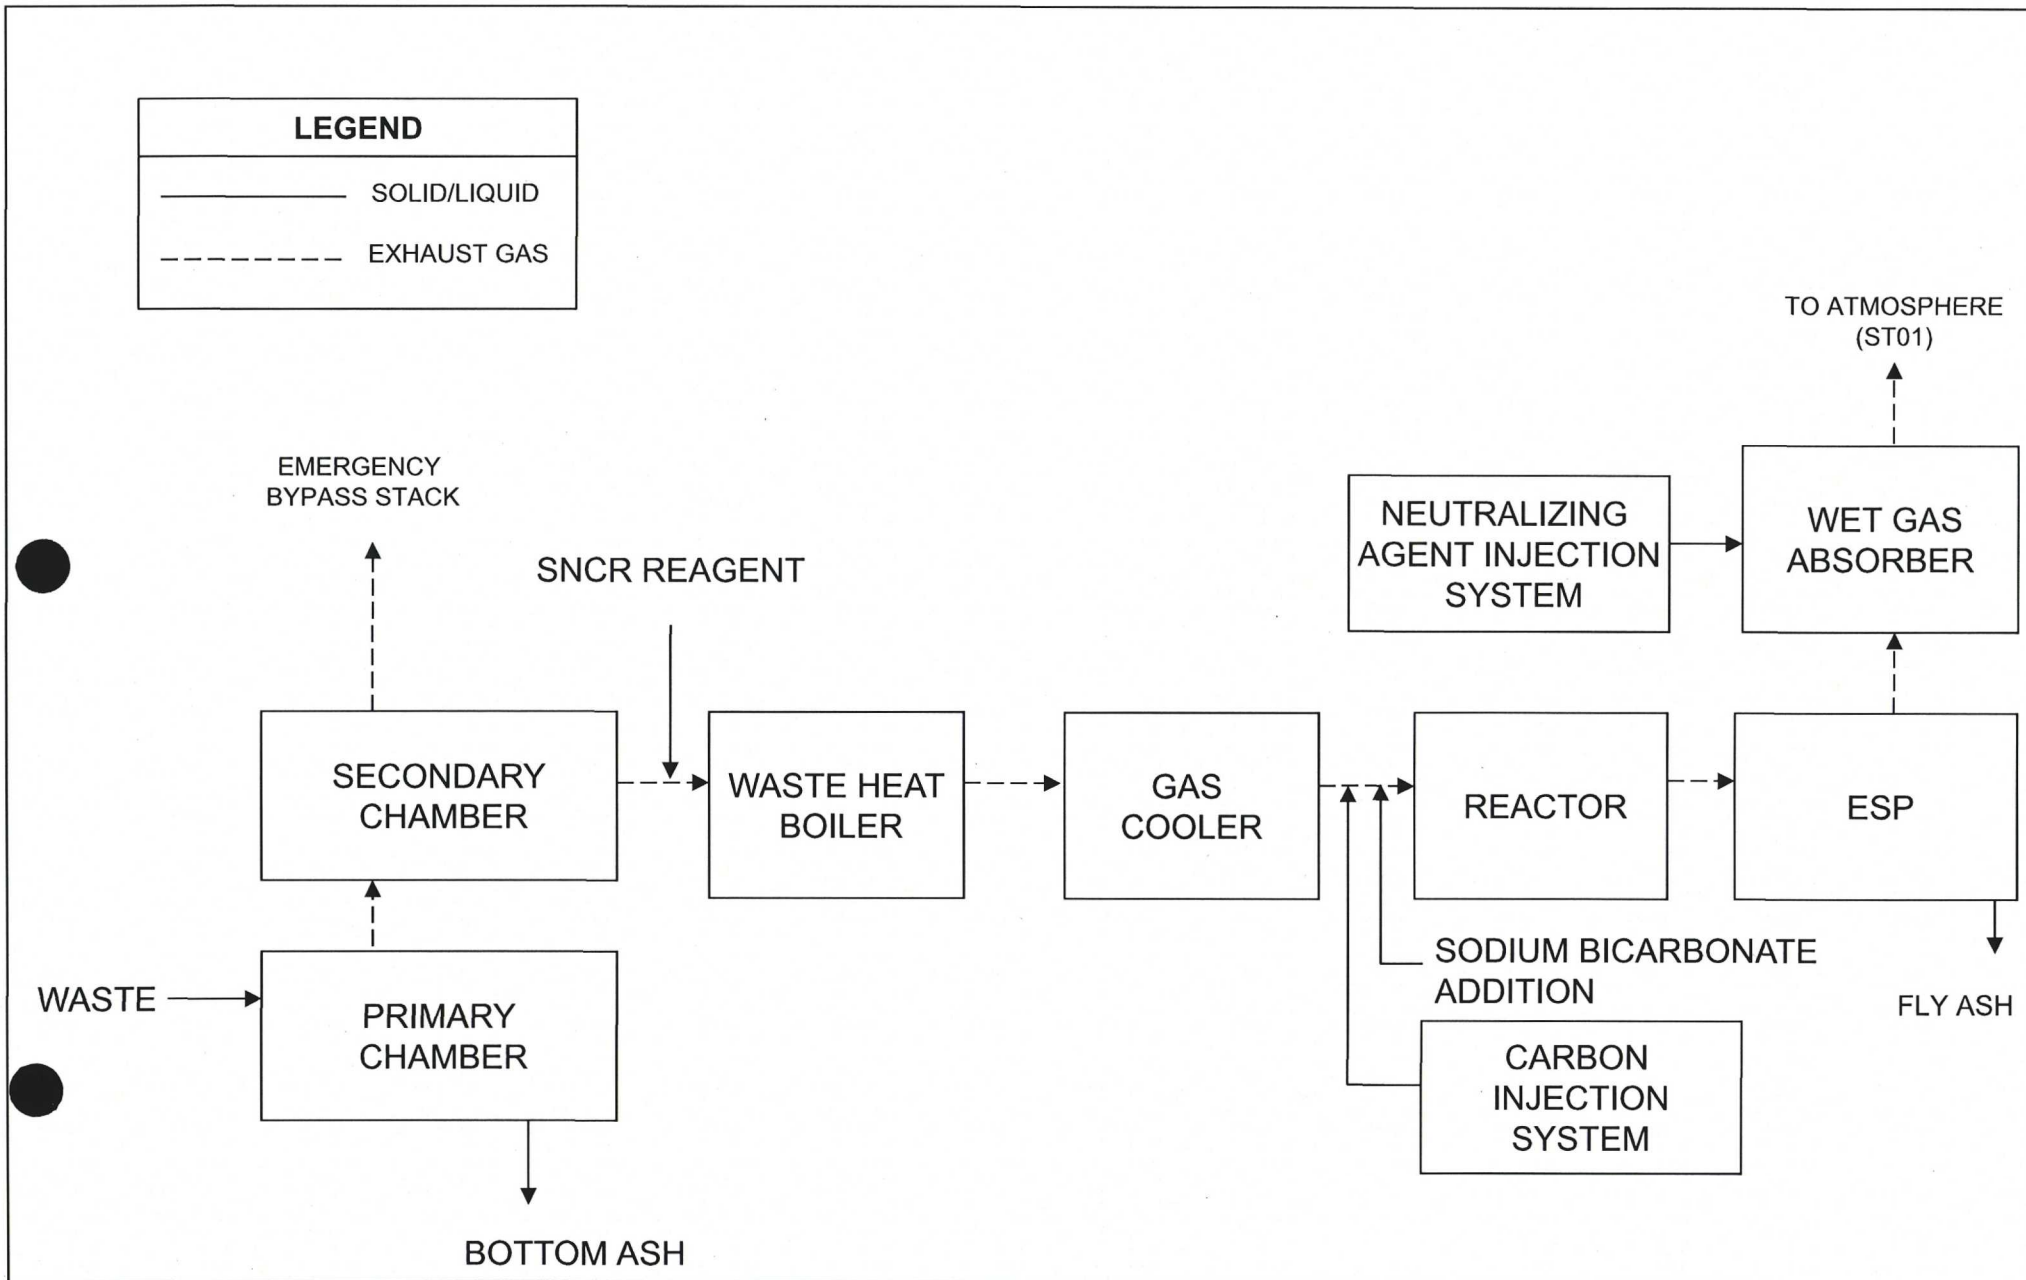 LEGEND
SOLID/LIQUID
EXHAUST GAS
TO ATMOSPHERE
(ST01)
EMERGENCY
BYPASS STACK
SNCR REAGENT
NEUTRALIZING
AGENT INJECTION
SYSTEM
WET GAS
ABSORBER
SECONDARY
CHAMBER
WASTE HEAT
BOILER
GAS
COOLER
REACTOR
ESP
SODIUM BICARBONATE
ADDITION
FLY ASH
WASTE
PRIMARY
CHAMBER
CARBON
INJECTION
SYSTEM
BOTTOM ASH